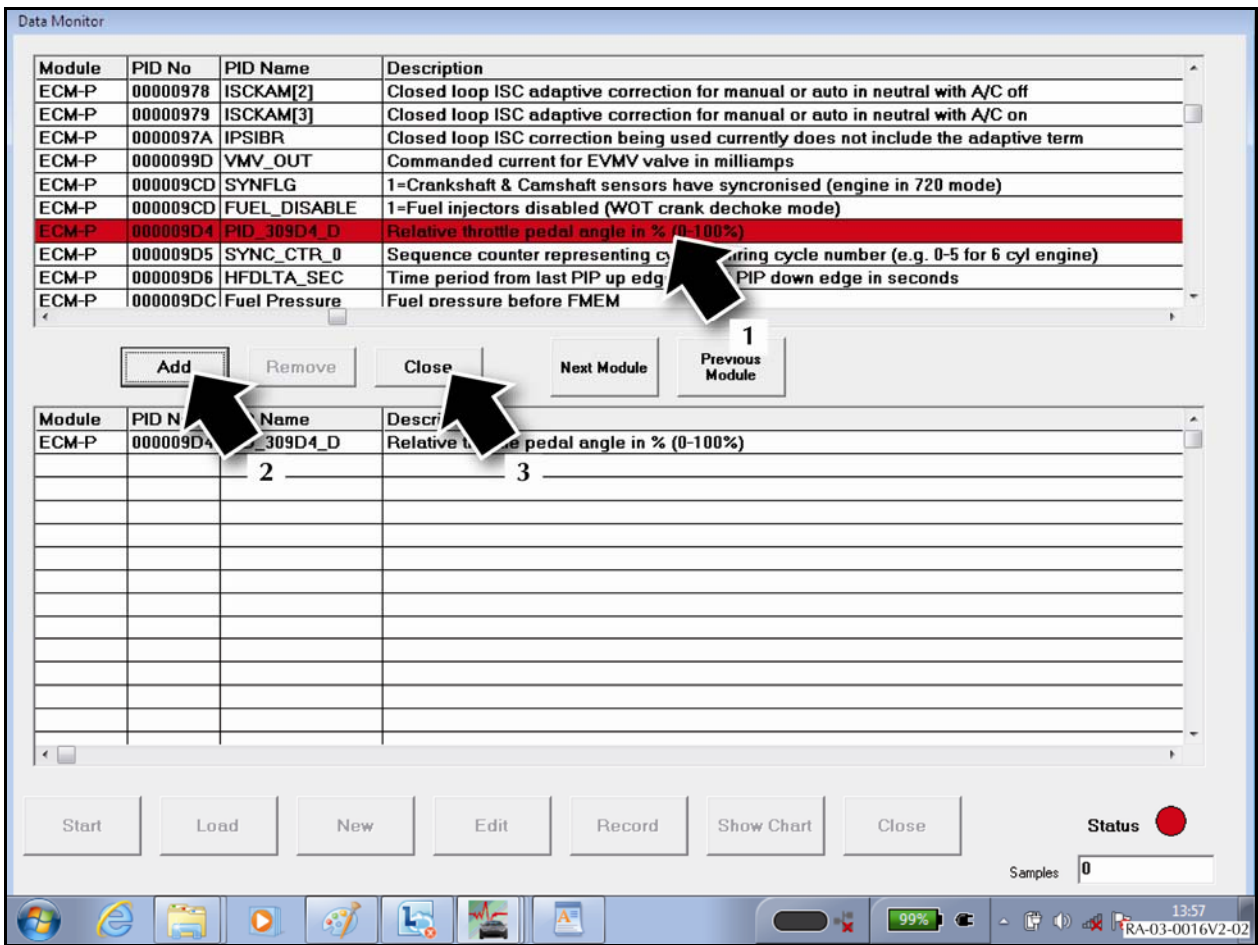 Data Monitor
Module PID No PID Name Description
ECM-P 00000978 ISCKAM[2] Closed loop ISC adaptive correction for manual or auto in neutral with A/C off
ECM-P 00000979 ISCKAM[3] Closed loop ISC adaptive correction for manual or auto in neutral with A/C on
ECM-P 0000097A IPSIBR Closed loop ISC correction being used currently does not include the adaptive term
ECM-P 0000099D VMV_OUT Commanded current for EVMV valve in milliamps
ECM-P 000009CD SYNFLG 1=Crankshaft & Camshaft sensors have syncronised (engine in 720 mode)
ECM-P 000009CD FUEL_DISABLE 1=Fuel injectors disabled (WOT crank dechoke mode)
ECM-P 000009D4 PID_309D4_D Relative throttle pedal angle in % (0-100%)
ECM-P 000009D5 SYNC_CTR_0 Sequence counter representing cycle number (e.g. 0-5 for 6 cyl engine)
ECM-P 000009D6 HFDLTA_SEC Time period from last PIP up PIP down edge in seconds
ECM-P 000009DC Fuel Pressure Fuel pressure before FMEM
1
Add Remove Close Next Module Previous
Module
Module PID Name
ECM-P 000009D4 309D4_D Relative pedal angle in % (0-100%)
2 3
Start Load New Edit Record Show Chart Close Status
Samples 0
99% 13:57
RA-03-0016V2-02